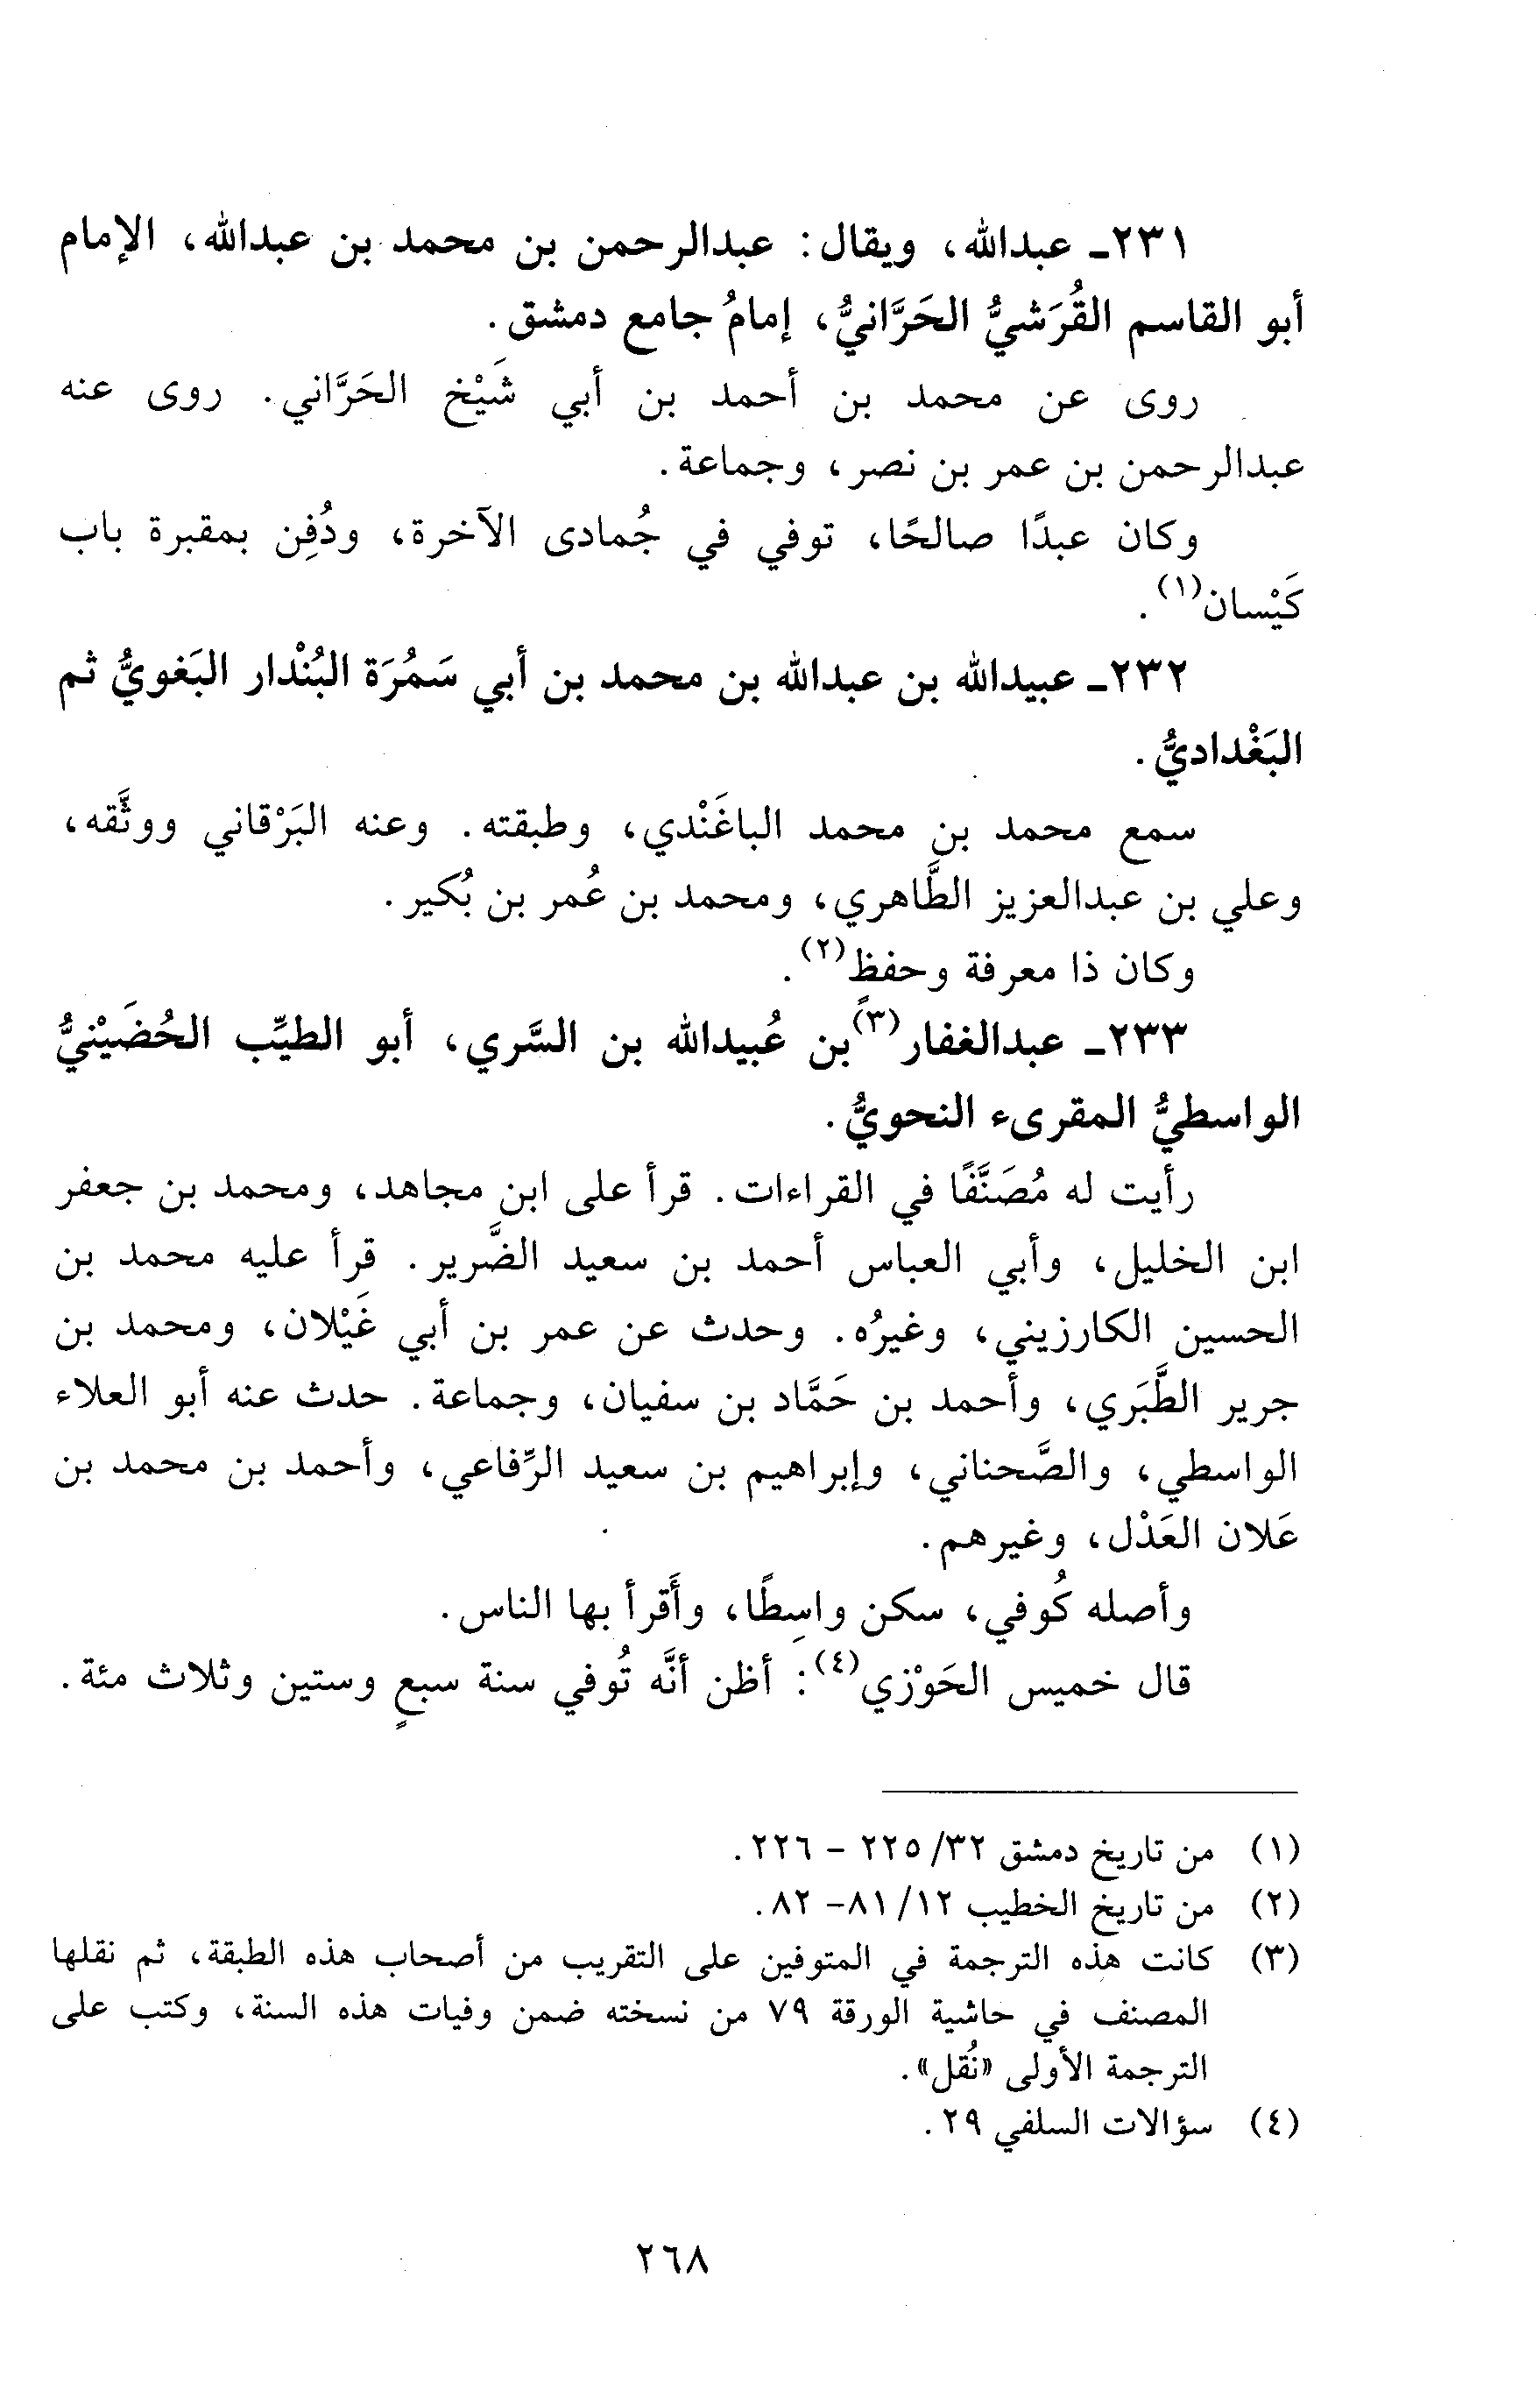 ٢٣١ـ عبدالله، ويقال: عبدالرحمن بن محمد بن عبدالله، الإمام
أبو القاسم القُرَشيُّ الحَرَّانيُّ، إمامُ جامع دمشق.
روى عن محمد بن أحمد بن أبي شَيْخ الحَرَّاني. روى عنه
عبدالرحمن بن عمر بن نصر، وجماعة.
وكان عبدًا صالحًا، توفي في جُمادى الآخرة، ودُفِن بمقبرة باب
كَيْسان(١).
٢٣٢ـ عبيدالله بن عبدالله بن محمد بن أبي سَمُرَة البُنْدار البَغويُّ ثم
البَغْداديُّ.
سمع محمد بن محمد الباغَنْدي، وطبقته. وعنه البَرْقاني ووثَّقه،
وعلي بن عبدالعزيز الطَّاهري، ومحمد بن عُمر بن بُكير.
وكان ذا معرفة وحفظٍ(٢).
٢٣٣ـ عبدالغفار(٣) بن عُبيدالله بن السَّري، أبو الطيِّب الحُضَيْنيُّ
الواسطيُّ المقرىء النحويُّ.
رأيت له مُصَنَّفًا في القراءات. قرأ على ابن مجاهد، ومحمد بن جعفر
ابن الخليل، وأبي العباس أحمد بن سعيد الضَّرير. قرأ عليه محمد بن
الحسين الكارزيني، وغيرُه. وحدث عن عمر بن أبي غَيْلان، ومحمد بن
جرير الطَّبَري، وأحمد بن حَمَّاد بن سفيان، وجماعة. حدث عنه أبو العلاء
الواسطي، والصَّحناني، وإبراهيم بن سعيد الرِّفاعي، وأحمد بن محمد بن
عَلان العَدْل، وغيرهم.
وأصله كُوفي، سكن واسِطًا، وأَقرأ بها الناس.
قال خميس الحَوْزي(٤): أظن أنَّه تُوفي سنة سبعٍ وستين وثلاث مئة.
(١) من تاريخ دمشق ٣٢/ ٢٢٥ - ٢٢٦.
(٢) من تاريخ الخطيب ١٢/ ٨١- ٨٢.
(٣) كانت هذه الترجمة في المتوفين على التقريب من أصحاب هذه الطبقة، ثم نقلها
المصنف في حاشية الورقة ٧٩ من نسخته ضمن وفيات هذه السنة، وكتب على
الترجمة الأولى «نُقل».
(٤) سؤالات السلفي ٢٩.
٢٦٨